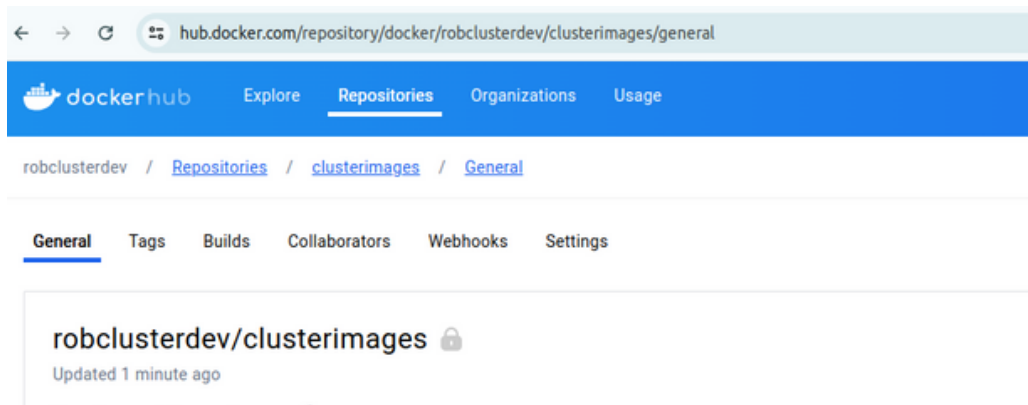 hub.docker.com/repository/docker/robclusterdev/clusterimages/general
dockerhub Explore Repositories Organizations Usage
robclusterdev / Repositories / clusterimages / General
General Tags Builds Collaborators Webhooks Settings
robclusterdev/clusterimages
Updated 1 minute ago